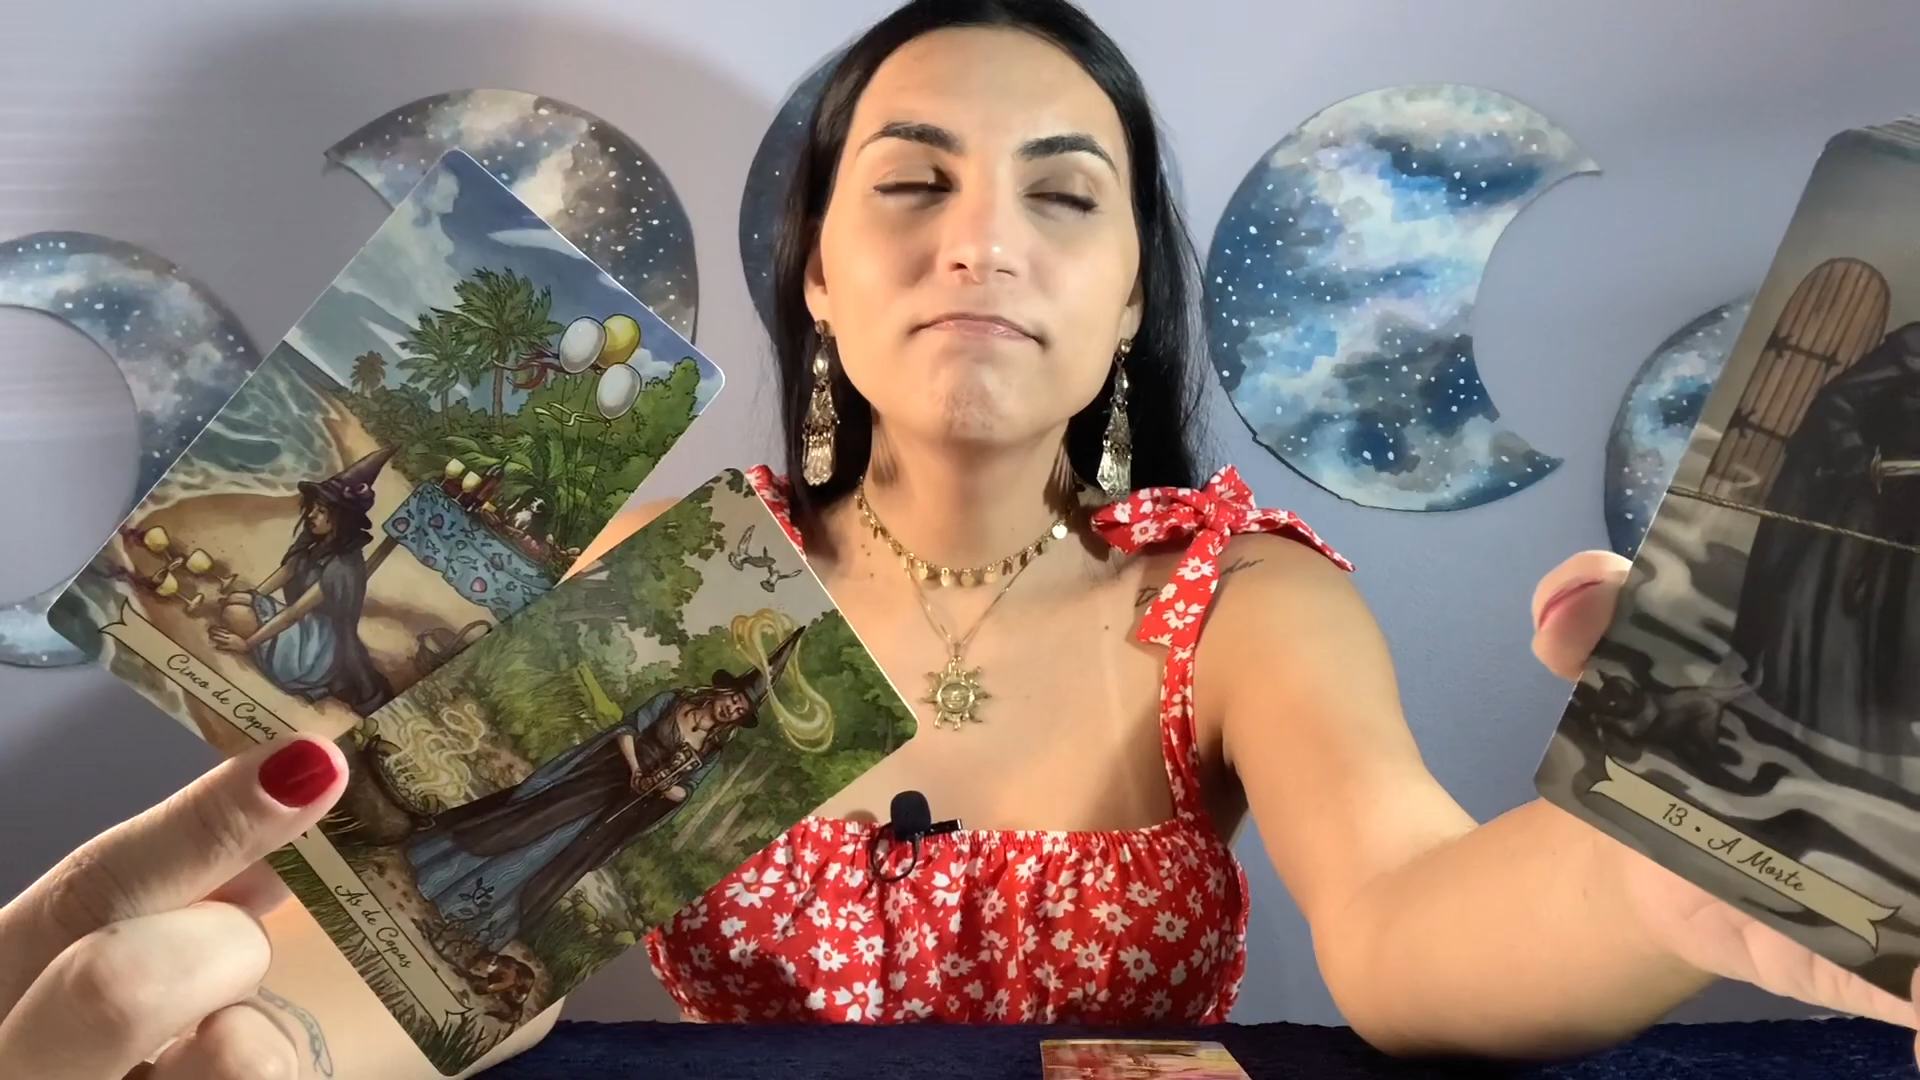 Cinco de Copas
Ás de Copas
13 • A Morte